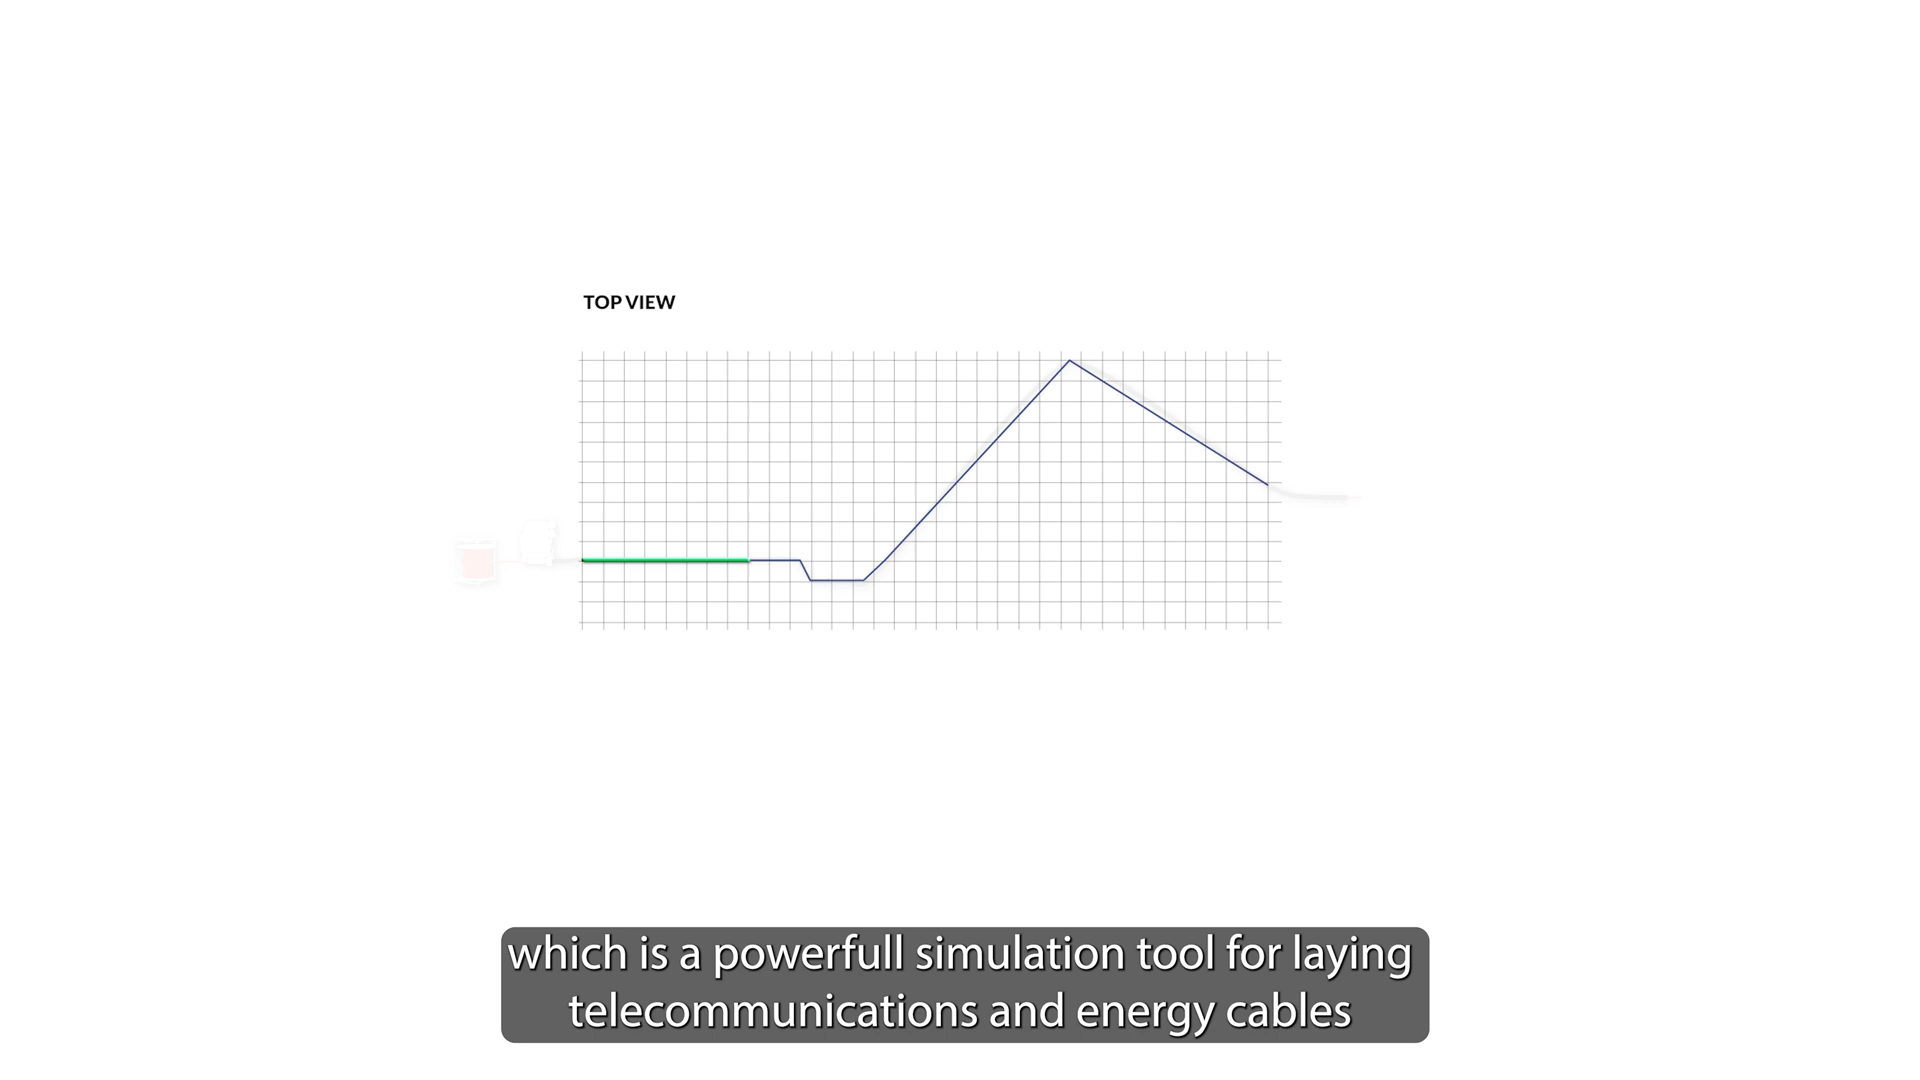 TOP VIEW
which is a powerfull simulation tool for laying
telecommunications and energy cables